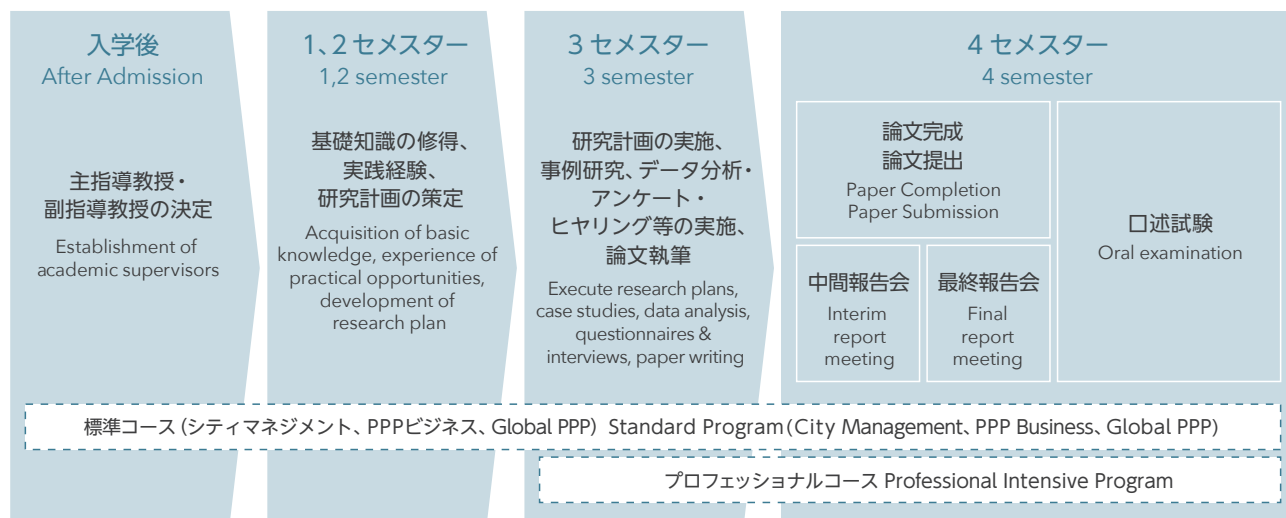 入学後
After Admission
主指導教授・
副指導教授の決定
Establishment of
academic supervisors
1、2 セメスター
1,2 semester
基礎知識の修得、
実践経験、
研究計画の策定
Acquisition of basic
knowledge, experience of
practical opportunities,
development of
research plan
3 セメスター
3 semester
研究計画の実施、
事例研究、データ分析・
アンケート・
ヒヤリング等の実施、
論文執筆
Execute research plans,
case studies, data analysis,
questionnaires &
interviews, paper writing
4 セメスター
4 semester
論文完成
論文提出
Paper Completion
Paper Submission
中間報告会
Interim
report
meeting
最終報告会
Final
report
meeting
口述試験
Oral examination
標準コース (シティマネジメント、PPPビジネス、Global PPP) Standard Program(City Management、PPP Business、Global PPP)
プロフェッショナルコース Professional Intensive Program